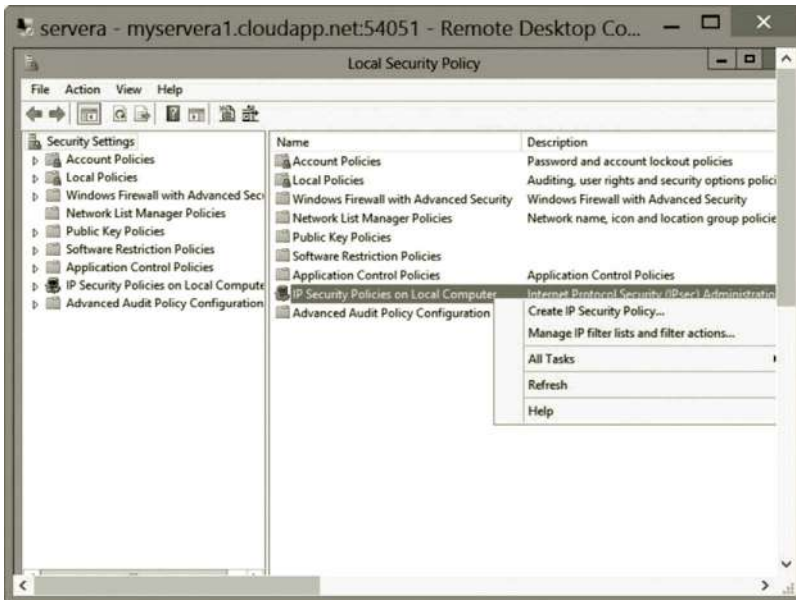 servera - myservera1.cloudapp.net:54051 - Remote Desktop Co...
Local Security Policy
File Action View Help
Security Settings
Account Policies
Local Policies
Windows Firewall with Advanced Secu
Network List Manager Policies
Public Key Policies
Software Restriction Policies
Application Control Policies
IP Security Policies on Local Compute
Advanced Audit Policy Configuration
Name Description
Account Policies Password and account lockout policies
Local Policies Auditing, user rights and security options polici
Windows Firewall with Advanced Security Windows Firewall with Advanced Security
Network List Manager Policies Network name, icon and location group policie
Public Key Policies
Software Restriction Policies
Application Control Policies Application Control Policies
IP Security Policies on Local Computer Internet Protocol Security (IPsec) Administratio
Advanced Audit Policy Configuration
Create IP Security Policy...
Manage IP filter lists and filter actions...
All Tasks
Refresh
Help